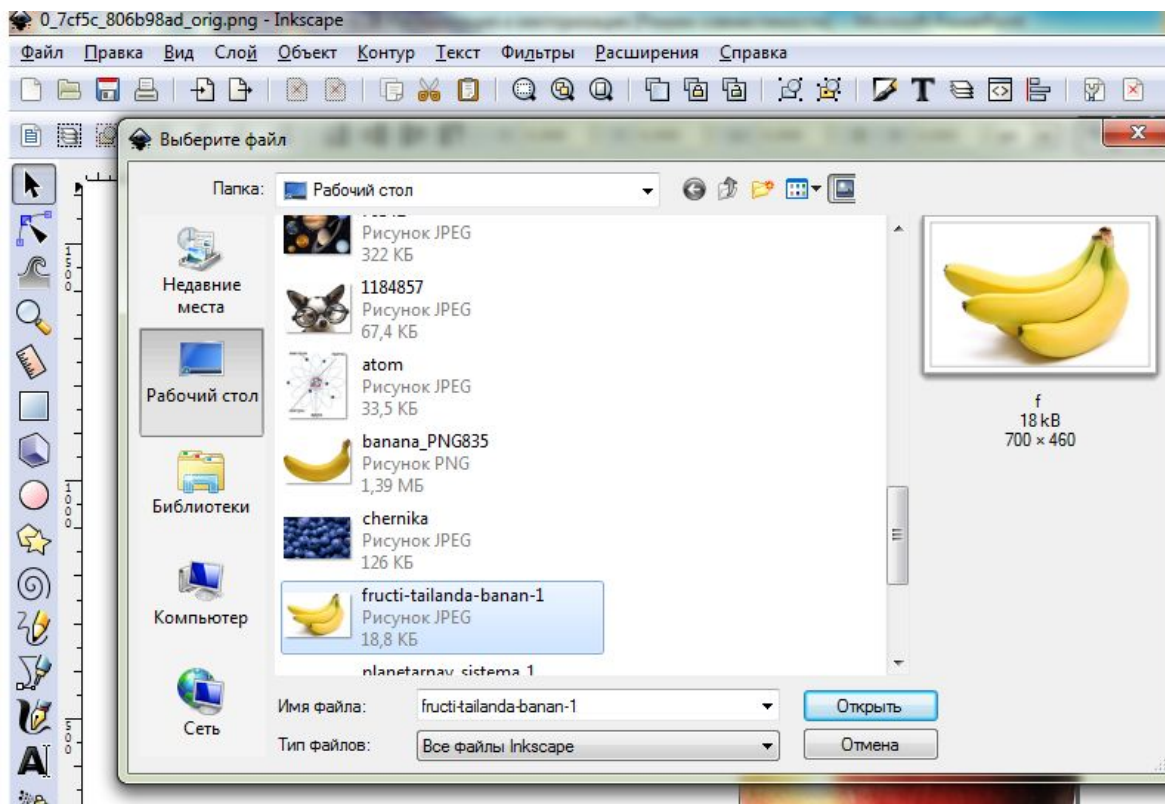 0_7cf5c_806b98ad_orig.png - Inkscape
Файл Правка Вид Слой Объект Контур Текст Фильтры Расширения Справка
Выберите файл
Папка: Рабочий стол
Недавние места
Рабочий стол
Библиотеки
Компьютер
Сеть
Рисунок JPEG
322 КБ
1184857
Рисунок JPEG
67,4 КБ
atom
Рисунок JPEG
33,5 КБ
banana_PNG835
Рисунок PNG
1,39 МБ
chernika
Рисунок JPEG
126 КБ
fructi-tailanda-banan-1
Рисунок JPEG
18,8 КБ
planetarnay_sistema_1
f
18 kB
700 × 460
Имя файла: fructi-tailanda-banan-1 Открыть
Тип файлов: Все файлы Inkscape Отмена
1500
1000
500